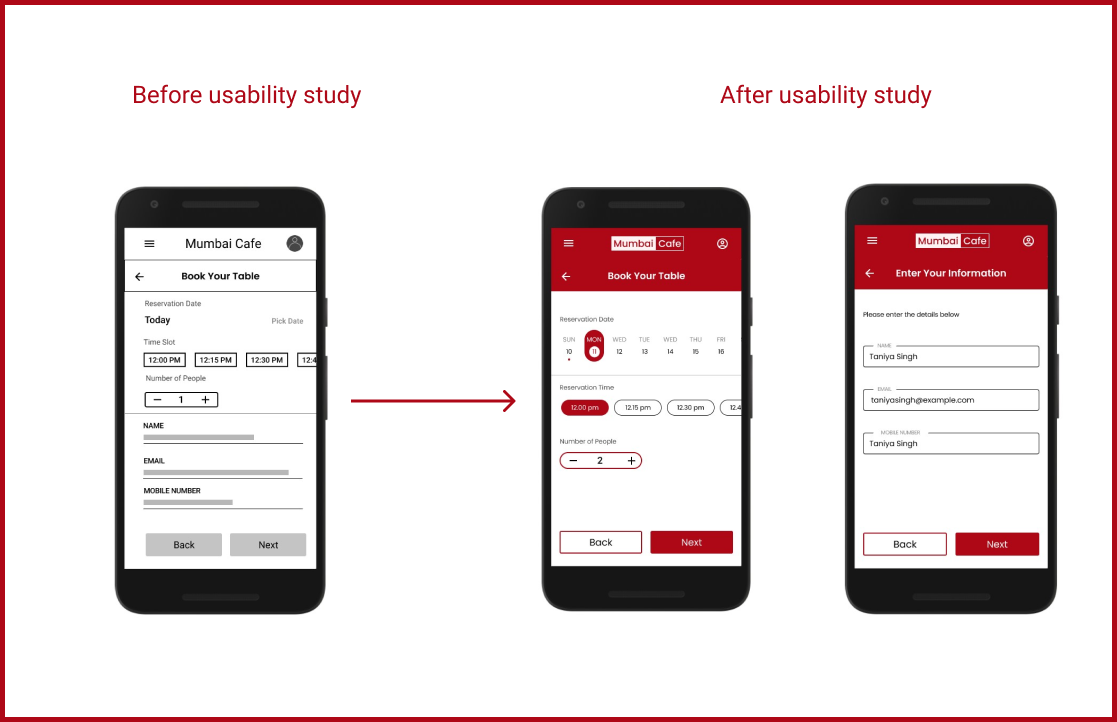 Before usability study
After usability study
Mumbai Cafe
Book Your Table
Reservation Date
Today
Pick Date
Time Slot
12:00 PM 12:15 PM 12:30 PM 12:4
Number of People
− 1 +
NAME
EMAIL
MOBILE NUMBER
Back Next
Mumbai Cafe
Book Your Table
Reservation Date
SUN MON WED TUE WED THU FRI
10 11 12 13 14 15 16
Reservation Time
12.00 pm 12.15 pm 12.30 pm 12.4
Number of People
− 2 +
Back Next
Mumbai Cafe
Enter Your Information
Please enter the details below
NAME
Taniya Singh
EMAIL
taniyasingh@example.com
MOBILE NUMBER
Taniya Singh
Back Next